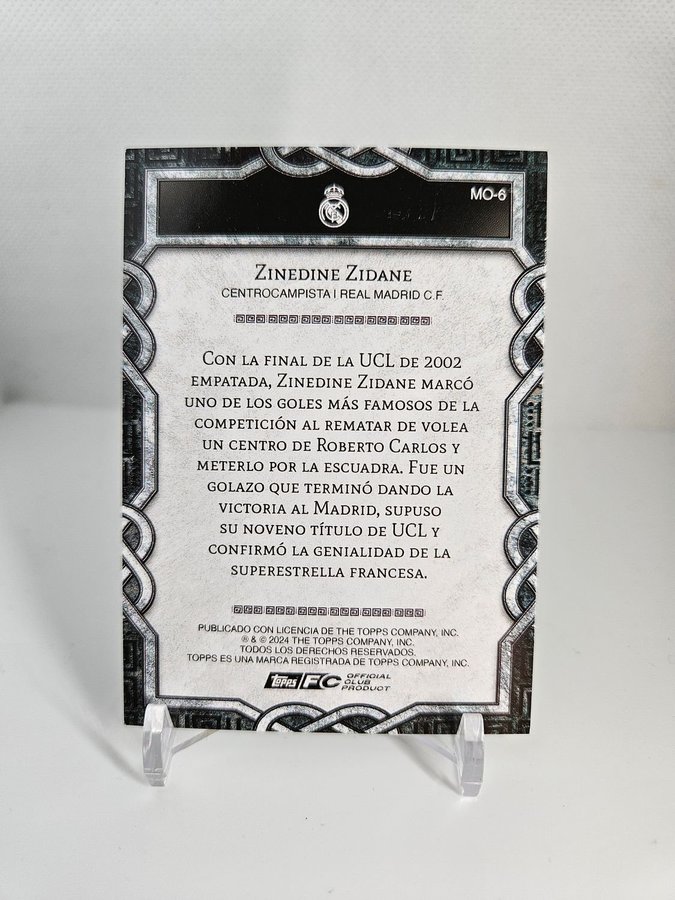 MO-6
Zinedine Zidane
CENTROCAMPISTA | REAL MADRID C.F.
Con la final de la UCL de 2002
empatada, Zinedine Zidane marcó
uno de los goles más famosos de la
competición al rematar de volea
un centro de Roberto Carlos y
meterlo por la escuadra. Fue un
golazo que terminó dando la
victoria al Madrid, supuso
su noveno título de UCL y
confirmó la genialidad de la
superestrella francesa.
PUBLICADO CON LICENCIA DE THE TOPPS COMPANY, INC.
® & © 2024 THE TOPPS COMPANY, INC.
TODOS LOS DERECHOS RESERVADOS.
TOPPS ES UNA MARCA REGISTRADA DE TOPPS COMPANY, INC.
TOPPS FC OFFICIAL
CLUB
PRODUCT